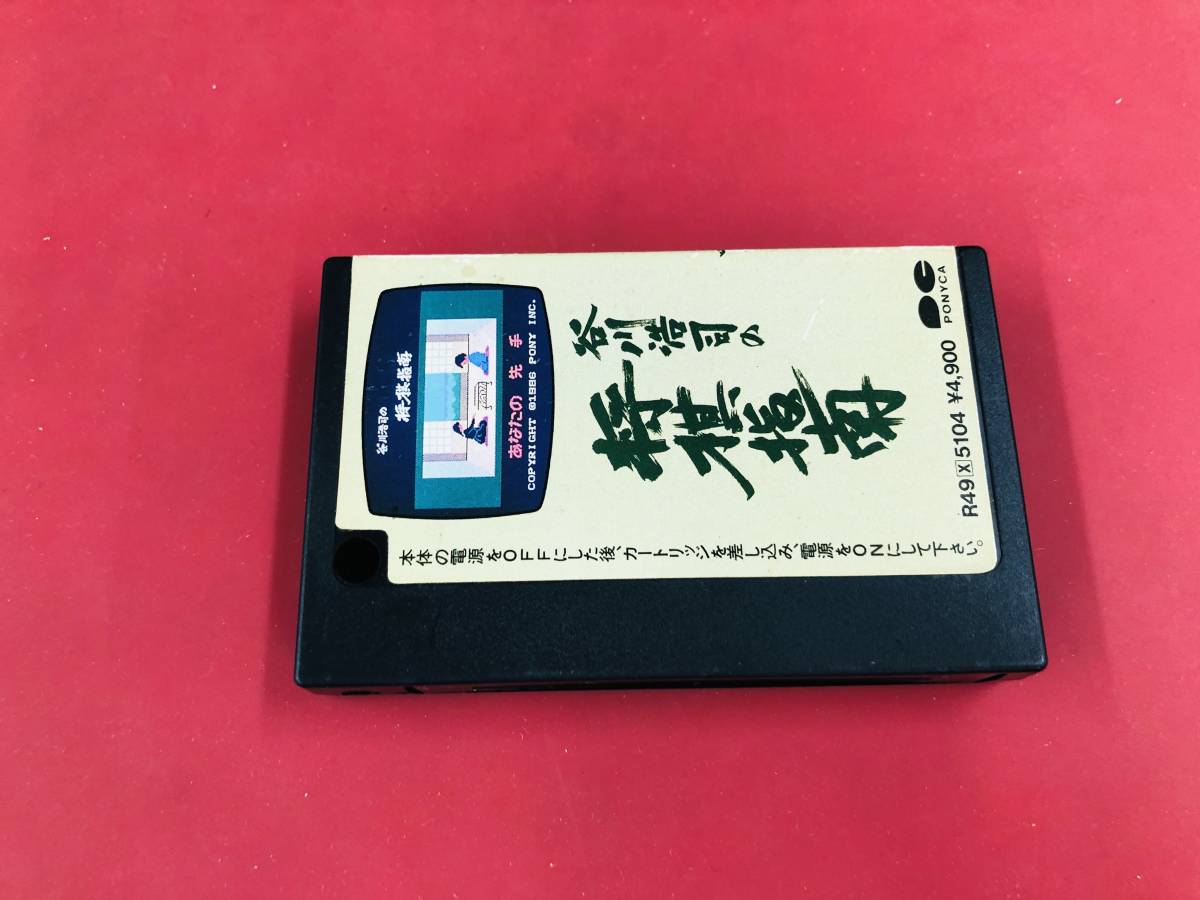 谷川浩司の
将棋指南
あなたの 先 手
COPYRIGHT ©1986 PONY INC.
谷川浩司の
将棋指南
PONYCA
R49 X 5104 ¥4,900
本体の電源をOFFにした後、カートリッジを差し込み、電源をONにして下さい。